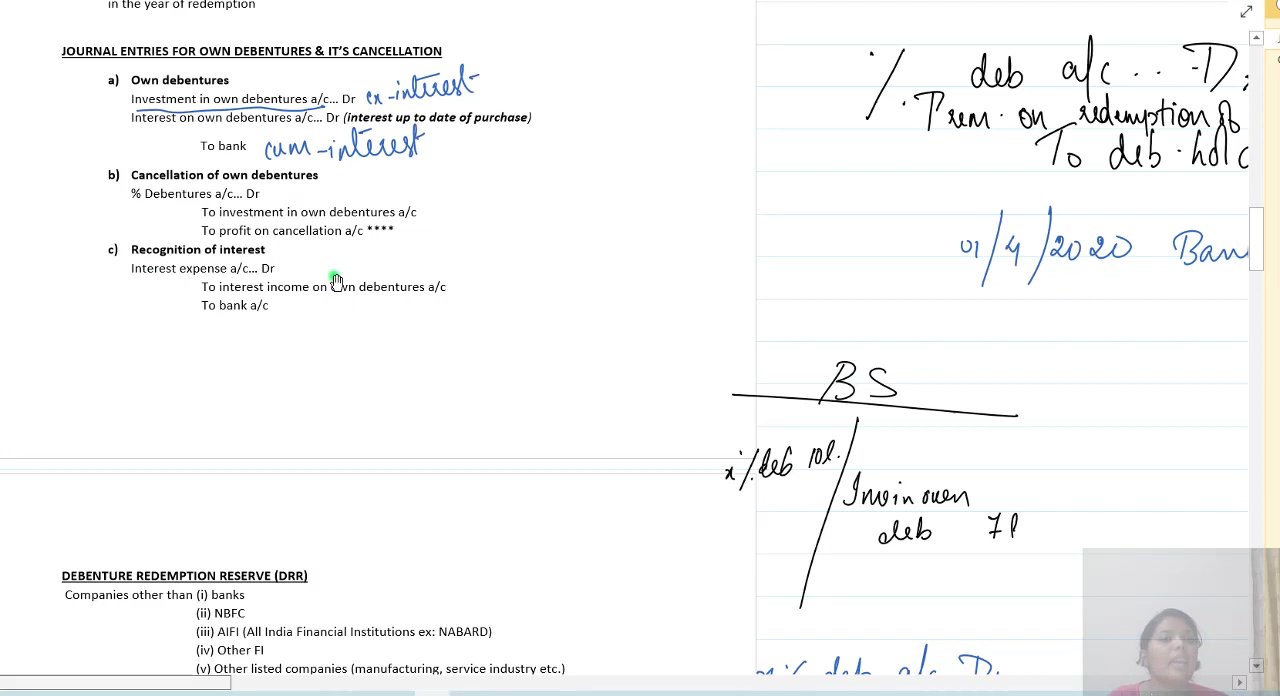 in the year of redemption
JOURNAL ENTRIES FOR OWN DEBENTURES & IT'S CANCELLATION
a) Own debentures
Investment in own debentures a/c... Dr ex-interest
Interest on own debentures a/c... Dr (interest up to date of purchase)
To bank cum-interest
b) Cancellation of own debentures
% Debentures a/c... Dr
To investment in own debentures a/c
To profit on cancellation a/c ****
c) Recognition of interest
Interest expense a/c... Dr
To interest income on own debentures a/c
To bank a/c
DEBENTURE REDEMPTION RESERVE (DRR)
Companies other than (i) banks
(ii) NBFC
(iii) AIFI (All India Financial Institutions ex: NABARD)
(iv) Other FI
(v) Other listed companies (manufacturing, service industry etc.)
% deb a/c ... D
Prem. on redemption of
To deb. hol
01/4/2020 Ban
BS
x% deb 10l.
Inv in own
deb 7l
% deb a/c D